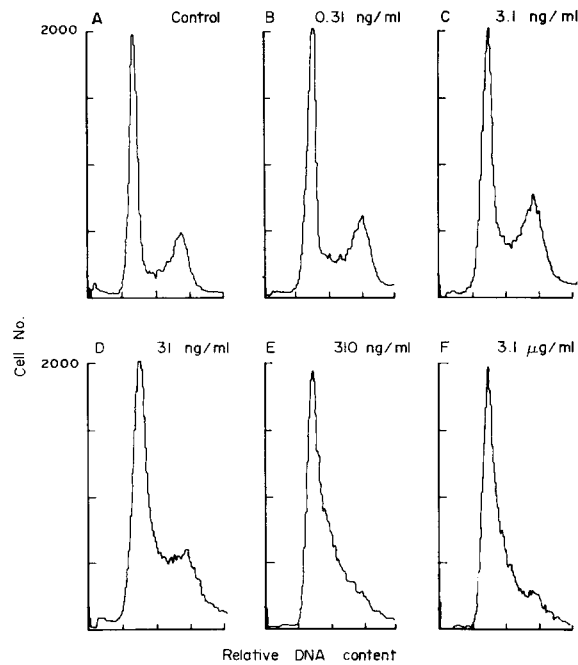 A Control
B 0.31 ng/ml
C 3.1 ng/ml
2000
D 31 ng/ml
E 310 ng/ml
F 3.1 μg/ml
2000
Cell No.
Relative DNA content